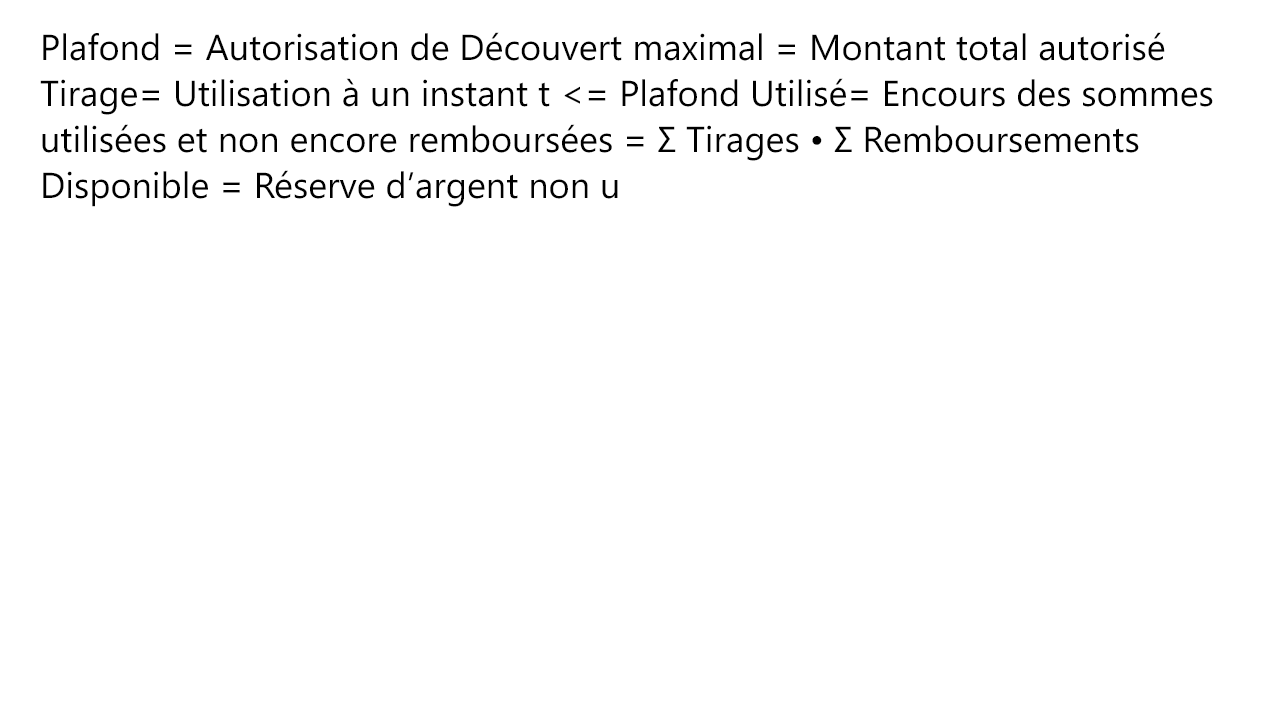 Plafond = Autorisation de Découvert maximal = Montant total autorisé
Tirage= Utilisation à un instant t <= Plafond Utilisé= Encours des sommes
utilisées et non encore remboursées = Σ Tirages • Σ Remboursements
Disponible = Réserve d’argent non u